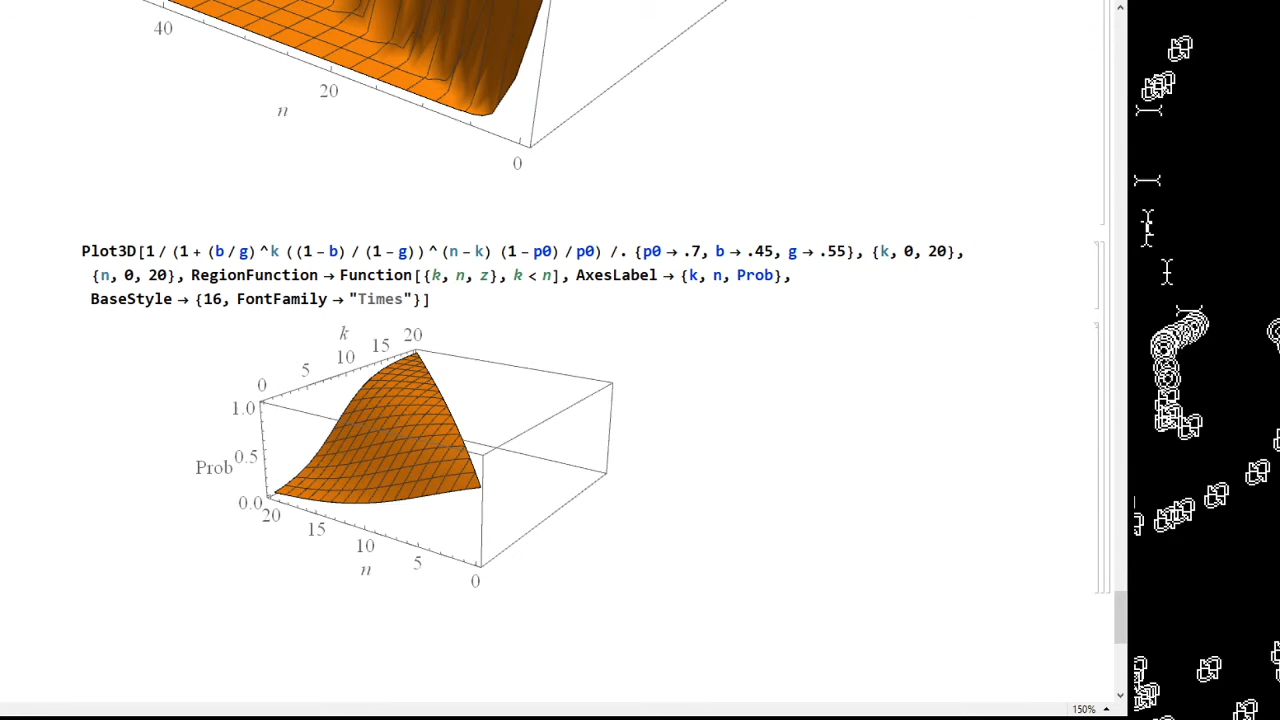 40
20
n
0
Plot3D[1/(1+(b/g)^k ((1-b)/(1-g))^(n-k) (1-p0)/p0) /. {p0→.7, b→.45, g→.55}, {k, 0, 20},
{n, 0, 20}, RegionFunction→Function[{k, n, z}, k<n], AxesLabel→{k, n, Prob},
BaseStyle→{16, FontFamily→"Times"}]
k
0 5 10 15 20
1.0
Prob 0.5
0.0
20 15 10 5 0
n
150%